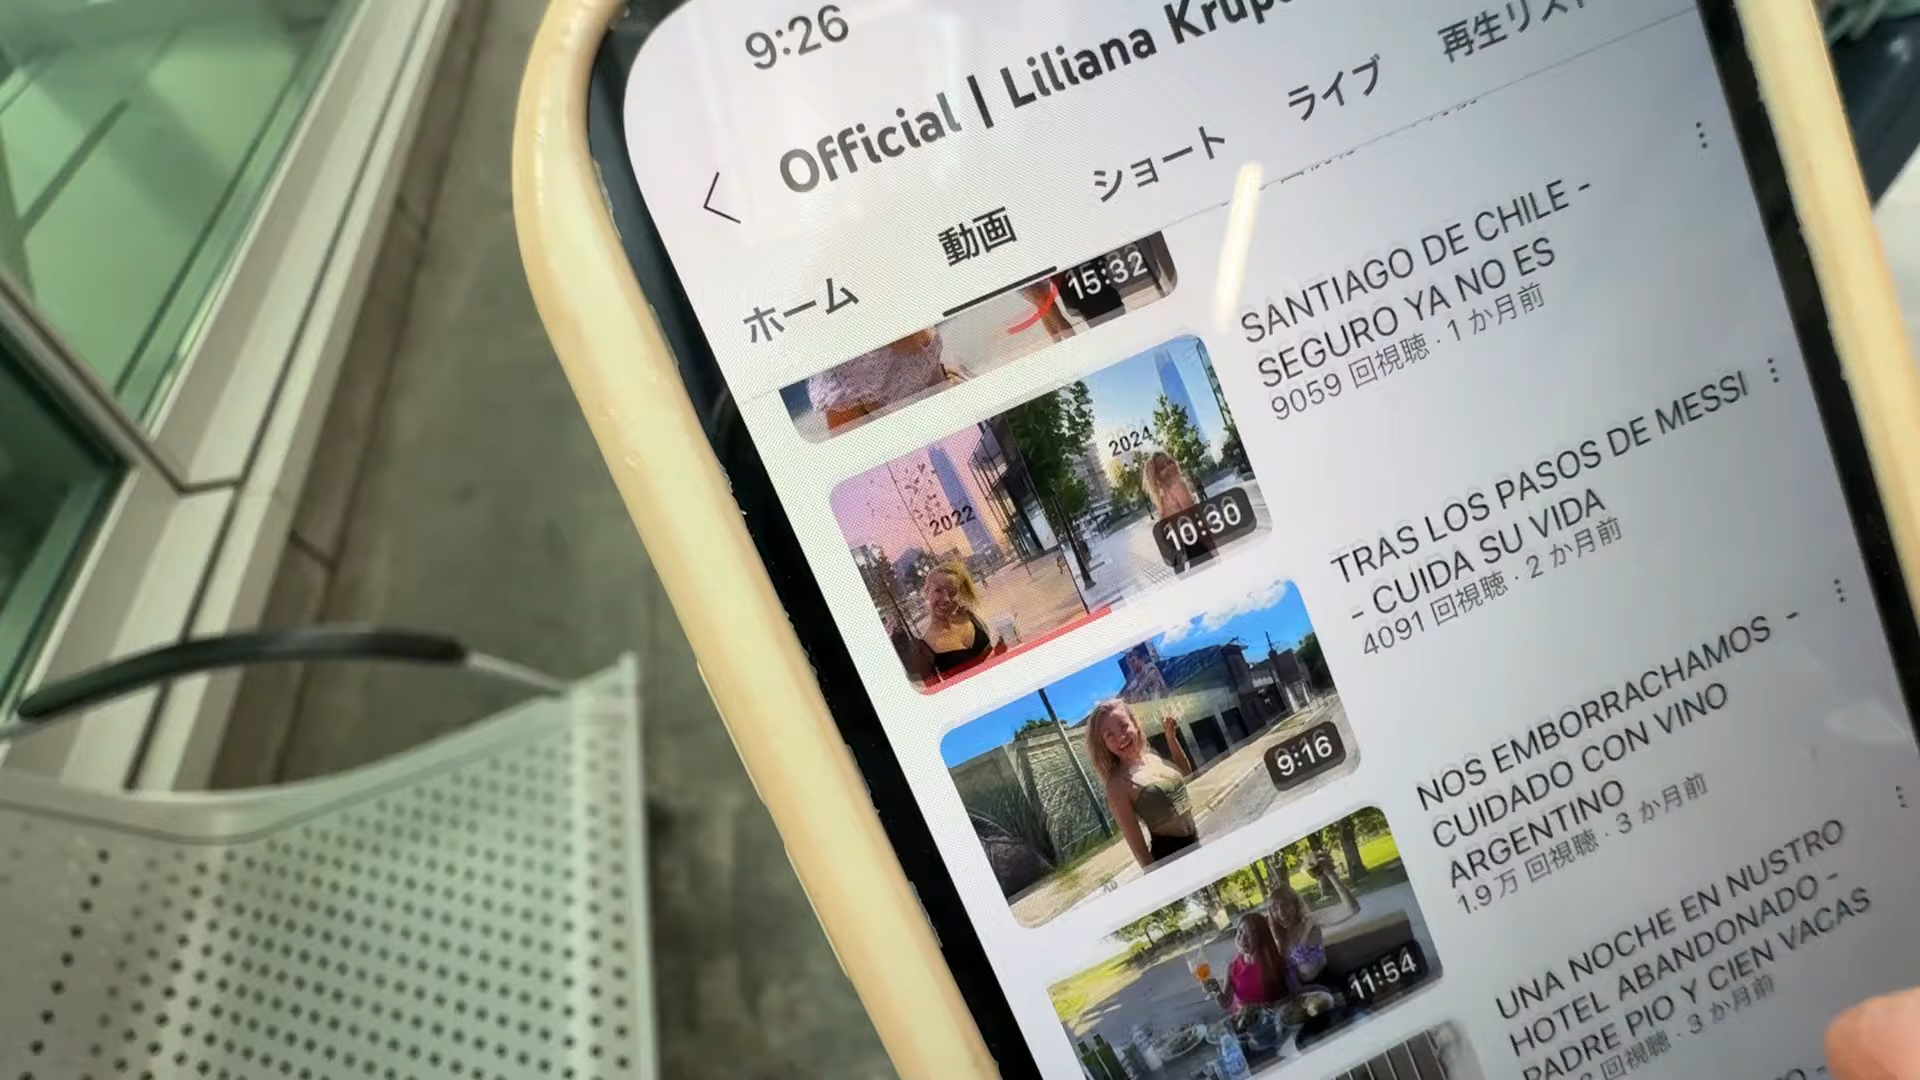 9:26
Official | Liliana
ホーム 動画 ショート ライブ 再生リスト
15:32
2022
2024
10:30
SANTIAGO DE CHILE -
SEGURO YA NO ES
9059 回視聴 · 1 か月前
9:16
TRAS LOS PASOS DE MESSI
- CUIDA SU VIDA
4091 回視聴 · 2 か月前
11:54
NOS EMBORRACHAMOS -
CUIDADO CON VINO
ARGENTINO
1.9 万 回視聴 · 3 か月前
UNA NOCHE EN NUSTRO
HOTEL ABANDONADO -
PADRE PIO Y CIEN VACAS
回視聴 · 3 か月前